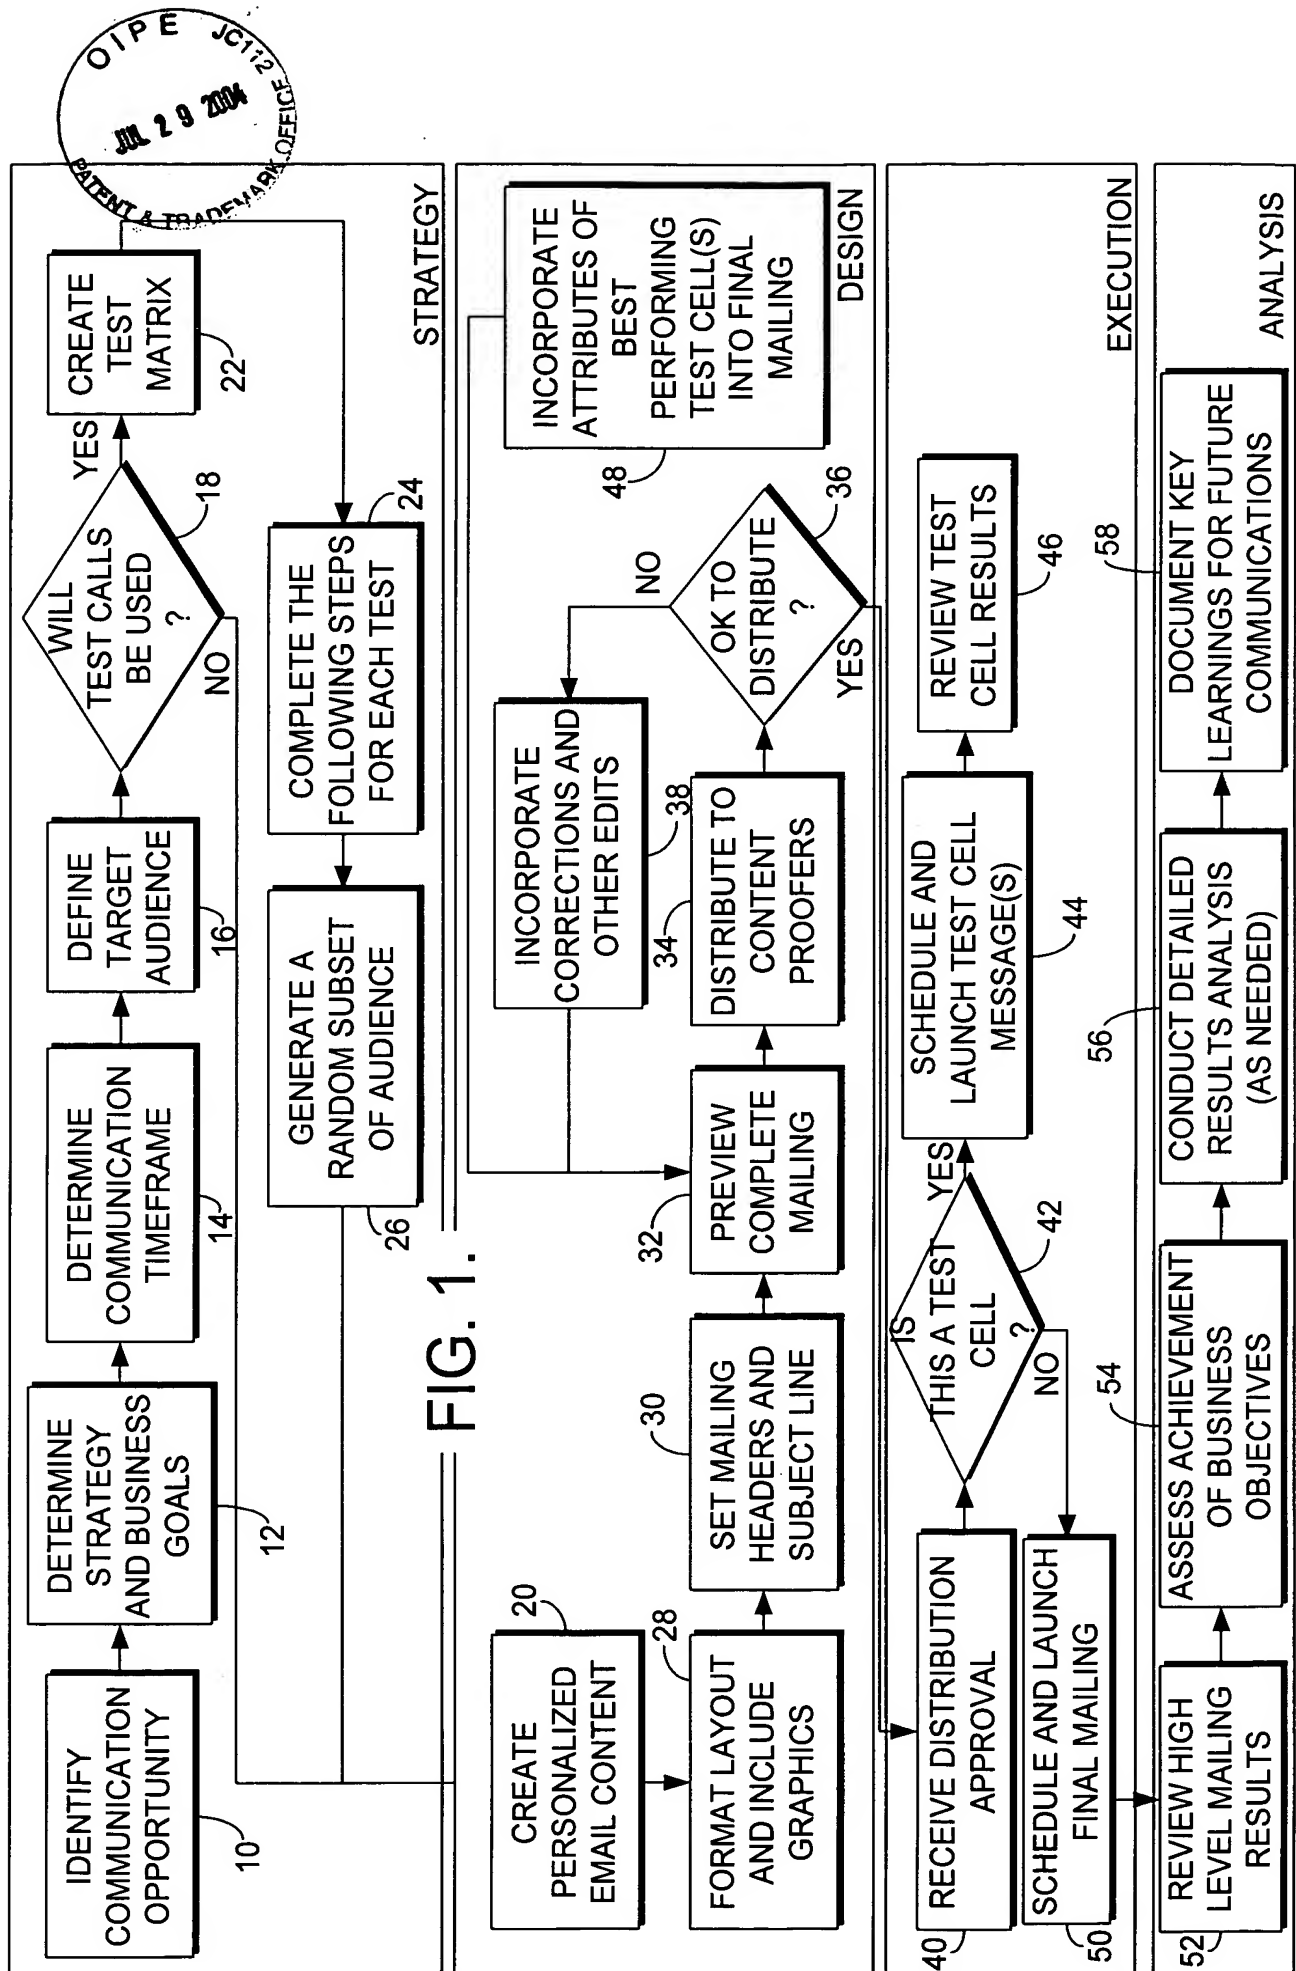 OIPE JC172
JUL 29 2004
PATENT & TRADEMARK OFFICE
IDENTIFY
COMMUNICATION
OPPORTUNITY
10
DETERMINE
STRATEGY
AND BUSINESS
GOALS
12
DETERMINE
COMMUNICATION
TIMEFRAME
14
DEFINE
TARGET
AUDIENCE
16
WILL
TEST CALLS
BE USED
?
18
YES
NO
CREATE
TEST
MATRIX
22
COMPLETE THE
FOLLOWING STEPS
FOR EACH TEST
24
GENERATE A
RANDOM SUBSET
OF AUDIENCE
26
STRATEGY
FIG. 1.
CREATE
PERSONALIZED
EMAIL CONTENT
20
FORMAT LAYOUT
AND INCLUDE
GRAPHICS
28
SET MAILING
HEADERS AND
SUBJECT LINE
30
PREVIEW
COMPLETE
MAILING
32
DISTRIBUTE TO
CONTENT
PROOFERS
34
OK TO
DISTRIBUTE
?
36
NO
YES
INCORPORATE
CORRECTIONS AND
OTHER EDITS
38
INCORPORATE
ATTRIBUTES OF
BEST
PERFORMING
TEST CELL(S)
INTO FINAL
MAILING
48
DESIGN
RECEIVE DISTRIBUTION
APPROVAL
40
IS
THIS A TEST
CELL
?
42
YES
NO
SCHEDULE AND
LAUNCH TEST CELL
MESSAGE(S)
44
REVIEW TEST
CELL RESULTS
46
SCHEDULE AND LAUNCH
FINAL MAILING
50
EXECUTION
REVIEW HIGH
LEVEL MAILING
RESULTS
52
ASSESS ACHIEVEMENT
OF BUSINESS
OBJECTIVES
54
CONDUCT DETAILED
RESULTS ANALYSIS
(AS NEEDED)
56
DOCUMENT KEY
LEARNINGS FOR FUTURE
COMMUNICATIONS
58
ANALYSIS